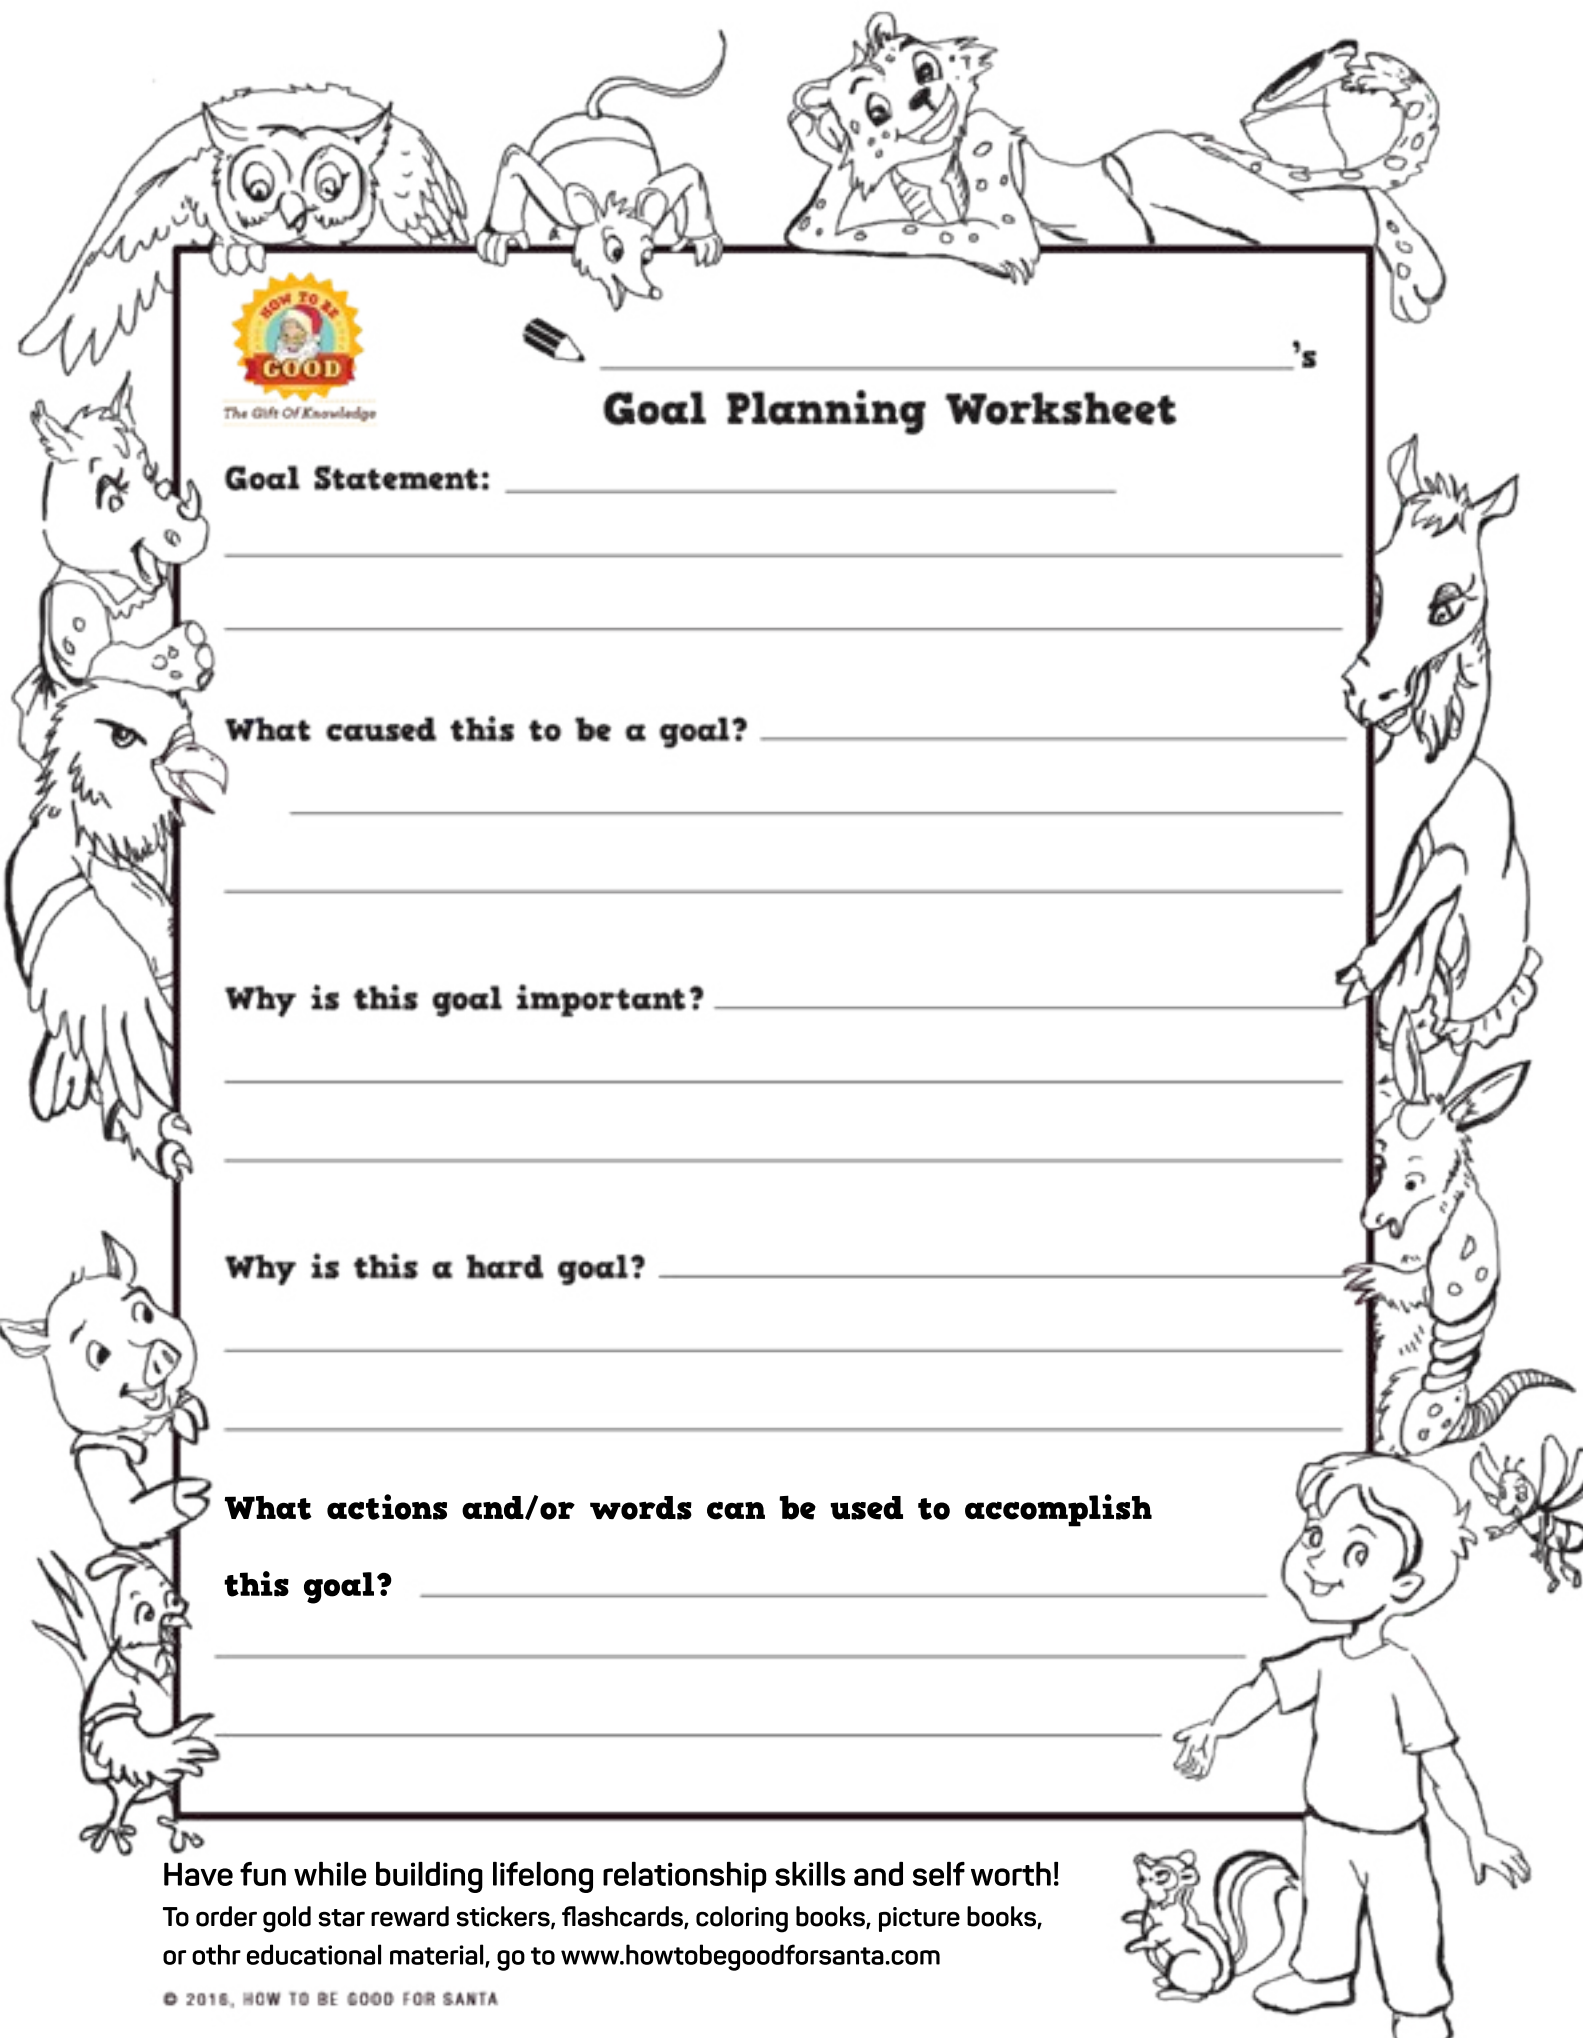 HOW TO BE
GOOD
The Gift Of Knowledge
's
Goal Planning Worksheet
Goal Statement:
What caused this to be a goal?
Why is this goal important?
Why is this a hard goal?
What actions and/or words can be used to accomplish
this goal?
Have fun while building lifelong relationship skills and self worth!
To order gold star reward stickers, flashcards, coloring books, picture books,
or othr educational material, go to www.howtobegoodforsanta.com
© 2016, HOW TO BE GOOD FOR SANTA